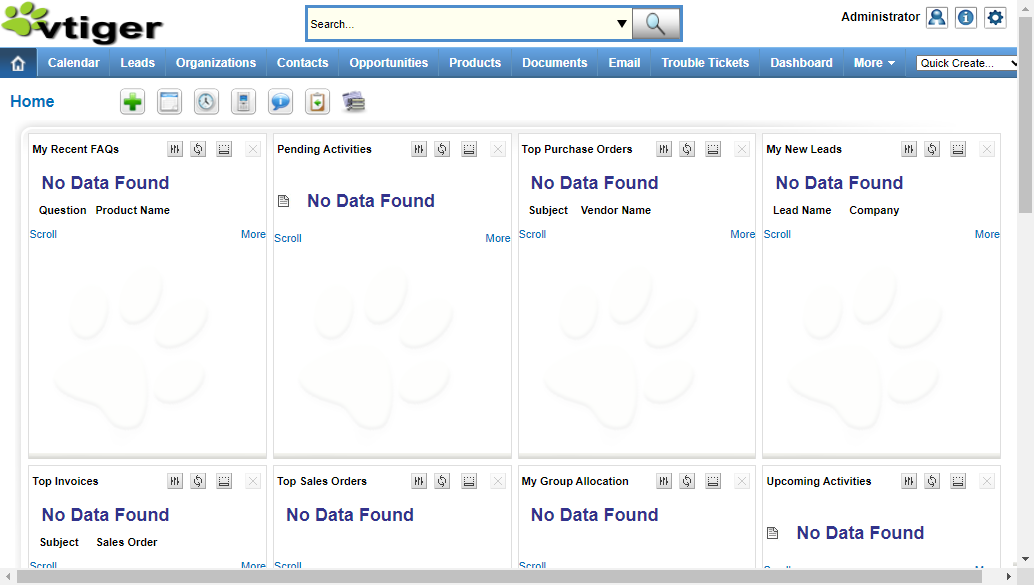 vtiger
Search...
Administrator
Calendar Leads Organizations Contacts Opportunities Products Documents Email Trouble Tickets Dashboard More Quick Create...
Home
My Recent FAQs
No Data Found
Question Product Name
Scroll More
Pending Activities
No Data Found
Scroll More
Top Purchase Orders
No Data Found
Subject Vendor Name
Scroll More
My New Leads
No Data Found
Lead Name Company
Scroll More
Top Invoices
No Data Found
Subject Sales Order
Scroll More
Top Sales Orders
No Data Found
Scroll
My Group Allocation
No Data Found
Scroll
Upcoming Activities
No Data Found